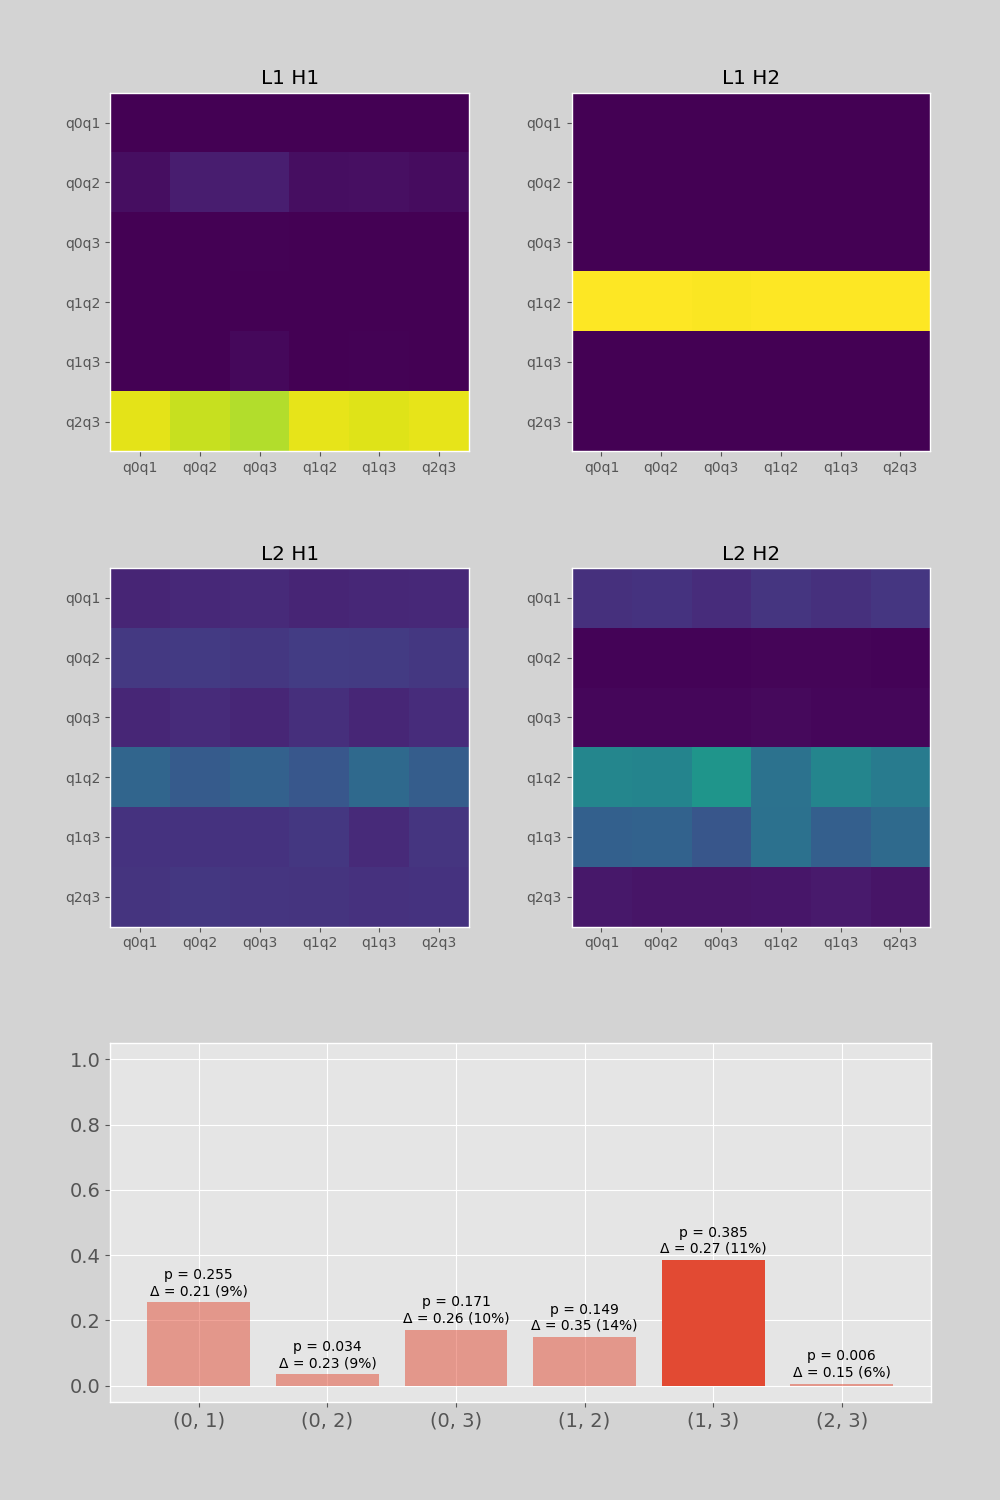 L1 H1
q0q1
q0q2
q0q3
q1q2
q1q3
q2q3
q0q1 q0q2 q0q3 q1q2 q1q3 q2q3
L1 H2
q0q1
q0q2
q0q3
q1q2
q1q3
q2q3
q0q1 q0q2 q0q3 q1q2 q1q3 q2q3
L2 H1
q0q1
q0q2
q0q3
q1q2
q1q3
q2q3
q0q1 q0q2 q0q3 q1q2 q1q3 q2q3
L2 H2
q0q1
q0q2
q0q3
q1q2
q1q3
q2q3
q0q1 q0q2 q0q3 q1q2 q1q3 q2q3
1.0
0.8
0.6
0.4
0.2
0.0
p = 0.255
Δ = 0.21 (9%)
p = 0.034
Δ = 0.23 (9%)
p = 0.171
Δ = 0.26 (10%)
p = 0.149
Δ = 0.35 (14%)
p = 0.385
Δ = 0.27 (11%)
p = 0.006
Δ = 0.15 (6%)
(0, 1) (0, 2) (0, 3) (1, 2) (1, 3) (2, 3)